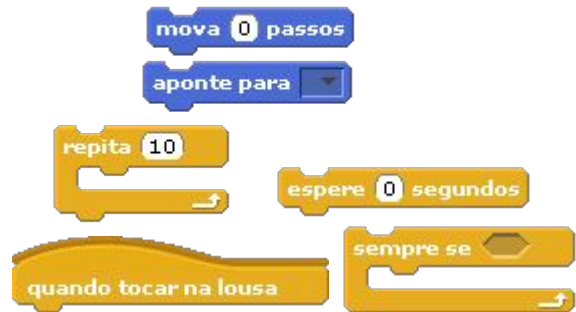 mova 0 passos
aponte para
repita 10
espere 0 segundos
sempre se
quando tocar na lousa